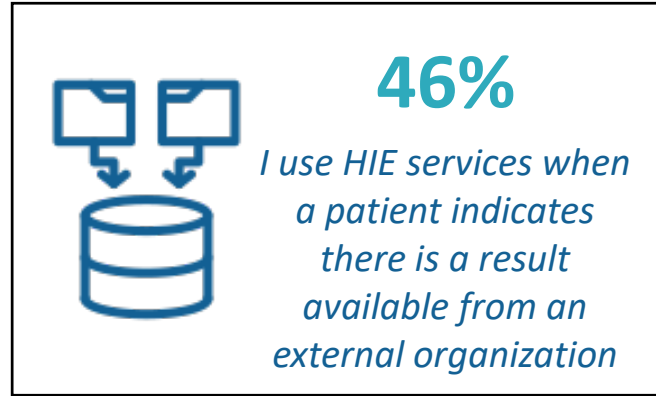 46%
I use HIE services when
a patient indicates
there is a result
available from an
external organization